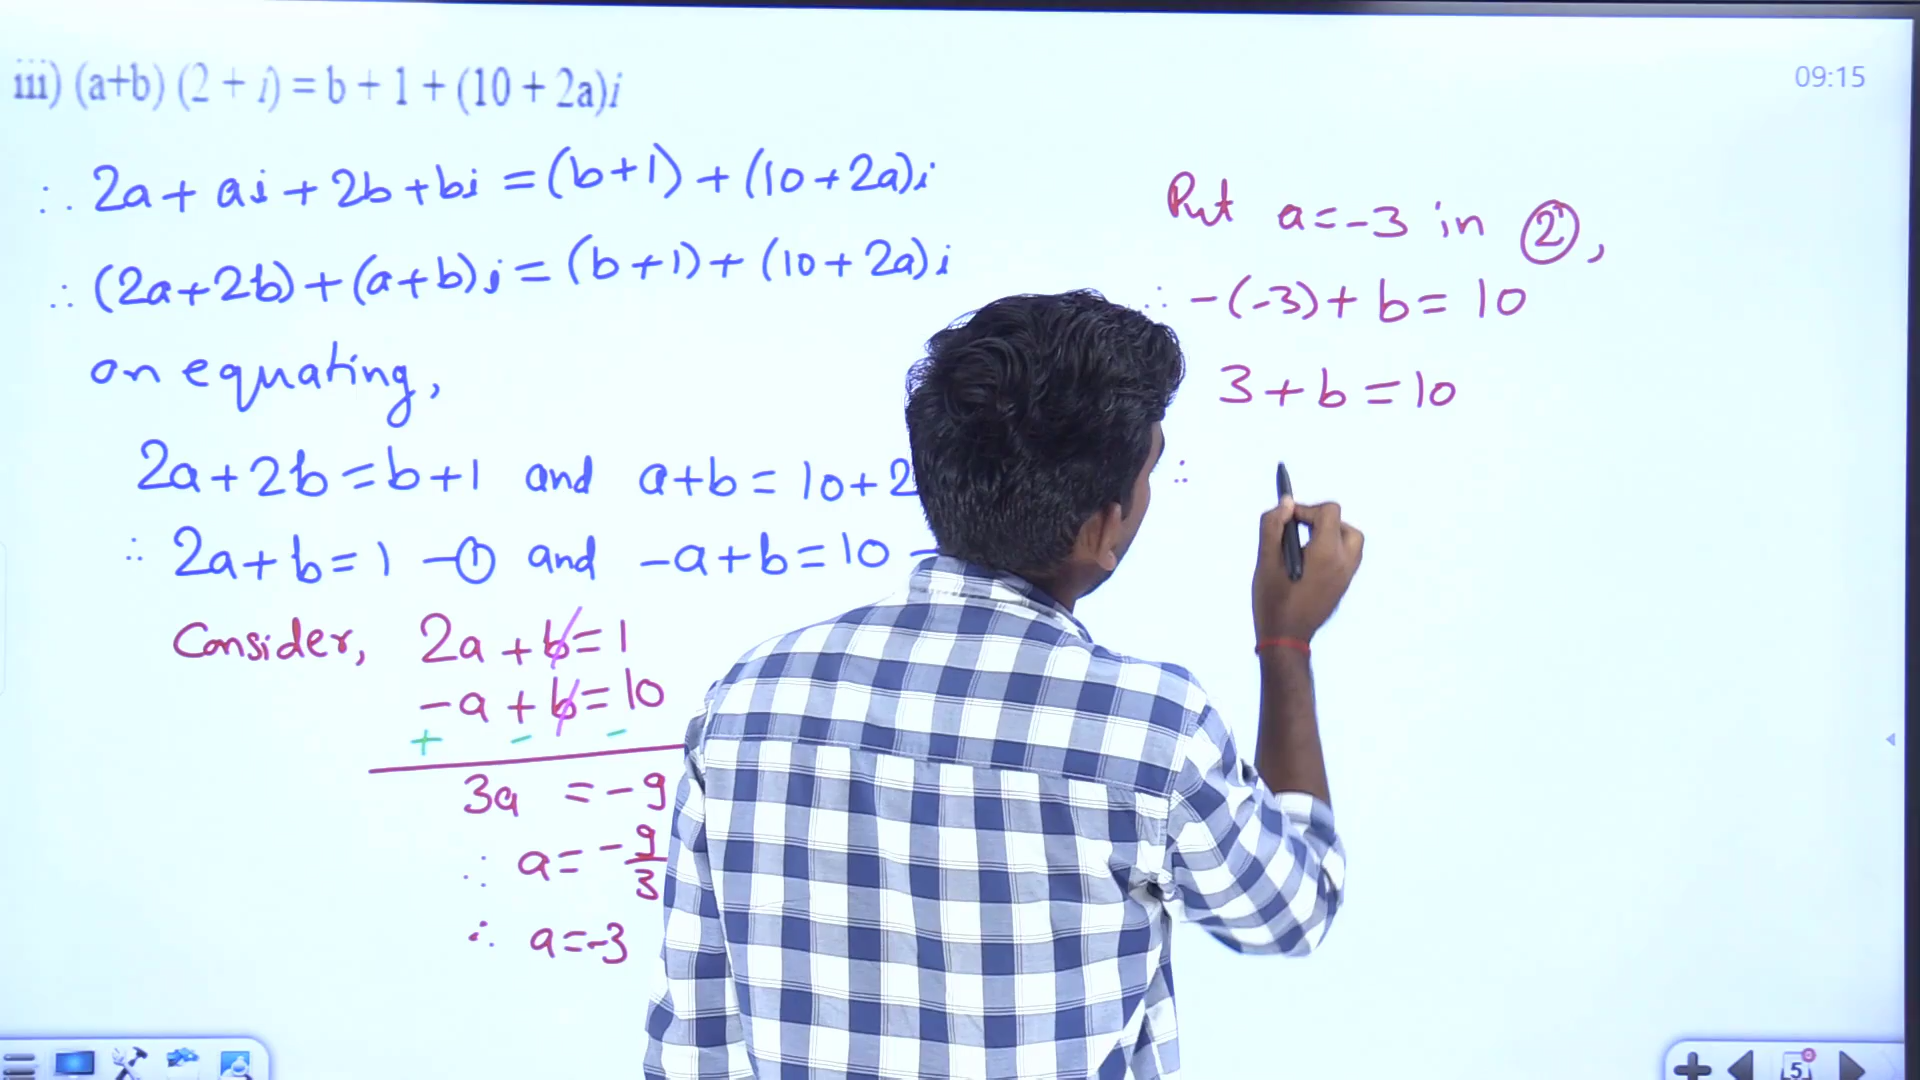 iii) (a+b) (2 + i) = b + 1 + (10 + 2a)i
09:15
∴ 2a + ai + 2b + bi = (b+1) + (10+2a)i
∴ (2a+2b) + (a+b)i = (b+1) + (10+2a)i
on equating,
2a+2b = b+1 and a+b = 10+2
∴ 2a+b = 1 —① and -a+b = 10 —
Consider, 2a + b = 1
-a + b = 10
+ - -
3a = -9
∴ a = -9/3
∴ a = -3
Put a = -3 in ②,
∴ -(-3) + b = 10
3 + b = 10
∴
5